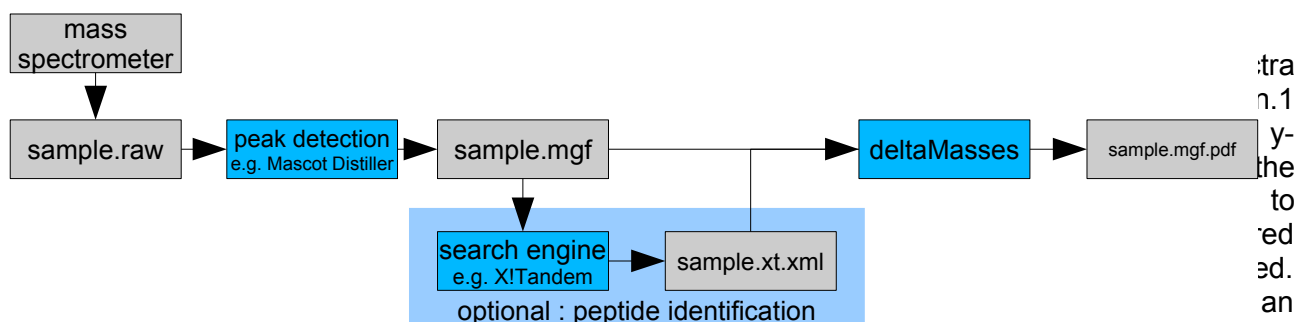 mass
spectrometer
sample.raw
peak detection
e.g. Mascot Distiller
sample.mgf
deltaMasses
sample.mgf.pdf
search engine
e.g. X!Tandem
sample.xt.xml
optional : peptide identification
y-
the
to
an